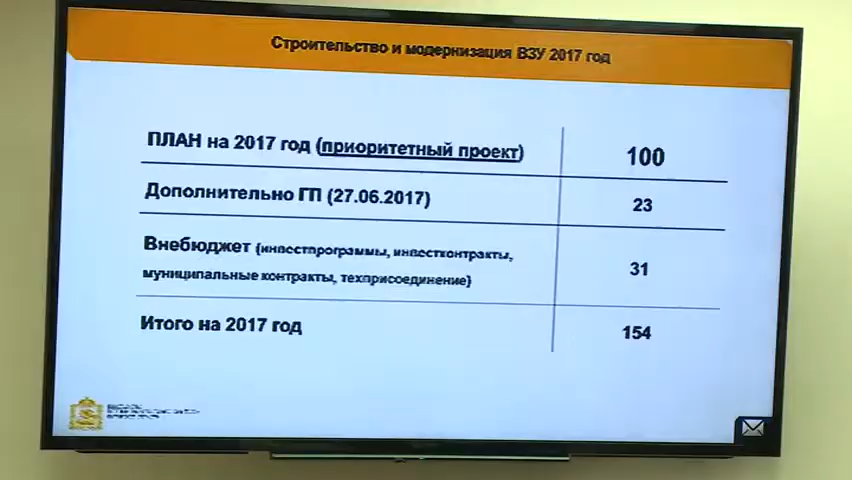 Строительство и модернизация ВЗУ 2017 год
ПЛАН на 2017 год (приоритетный проект) 100
Дополнительно ГП (27.06.2017) 23
Внебюджет (инвестпрограммы, инвестконтракты,
муниципальные контракты, техприсоединение) 31
Итого на 2017 год 154